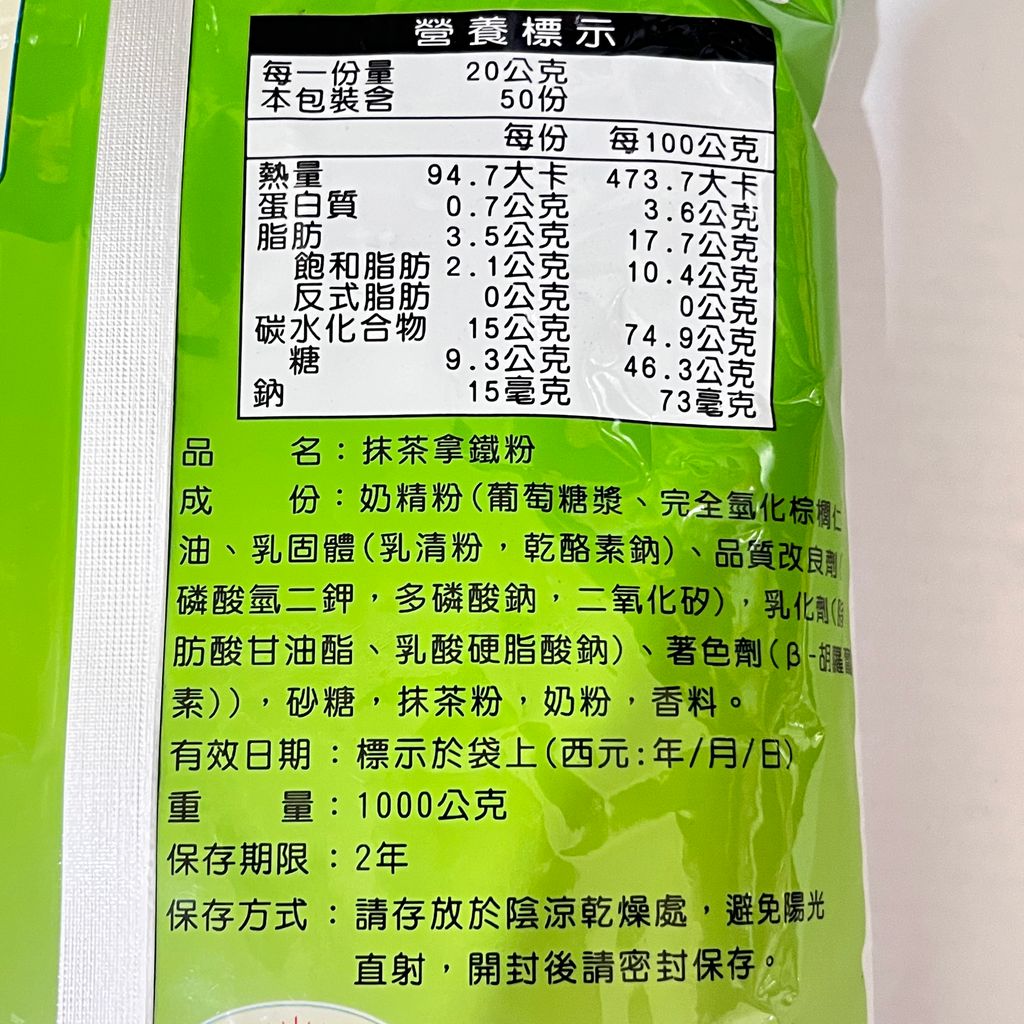 營養標示
每一份量 20公克
本包裝含 50份
每份 每100公克
熱量 94.7大卡 473.7大卡
蛋白質 0.7公克 3.6公克
脂肪 3.5公克 17.7公克
飽和脂肪 2.1公克 10.4公克
反式脂肪 0公克 0公克
碳水化合物 15公克 74.9公克
糖 9.3公克 46.3公克
鈉 15毫克 73毫克
品名：抹茶拿鐵粉
成份：奶精粉(葡萄糖漿、完全氫化棕櫚仁
油、乳固體(乳清粉，乾酪素鈉)、品質改良劑(
磷酸氫二鉀，多磷酸鈉，二氧化矽)，乳化劑(脂
肪酸甘油酯、乳酸硬脂酸鈉)、著色劑(β-胡蘿蔔
素))，砂糖，抹茶粉，奶粉，香料。
有效日期：標示於袋上(西元:年/月/日)
重量：1000公克
保存期限：2年
保存方式：請存放於陰涼乾燥處，避免陽光
直射，開封後請密封保存。